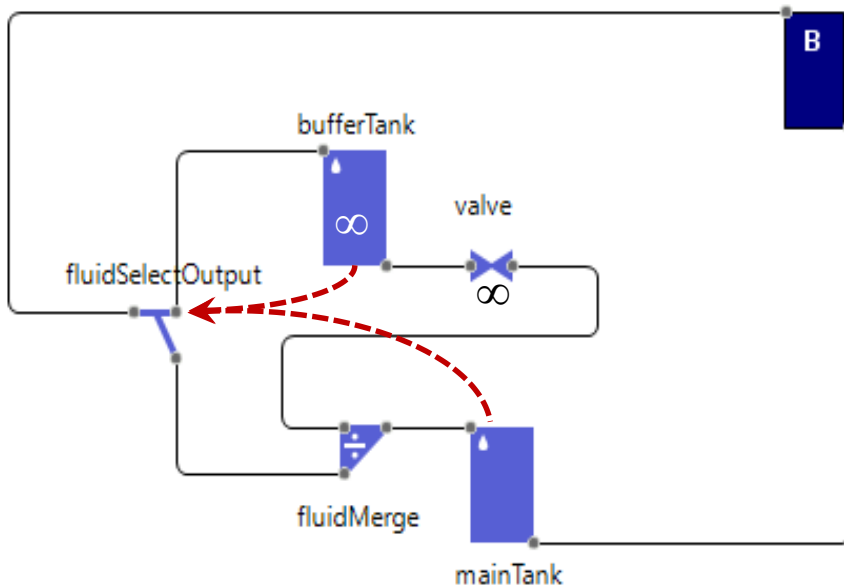 B
bufferTank
∞
valve
fluidSelectOutput
∞
fluidMerge
mainTank